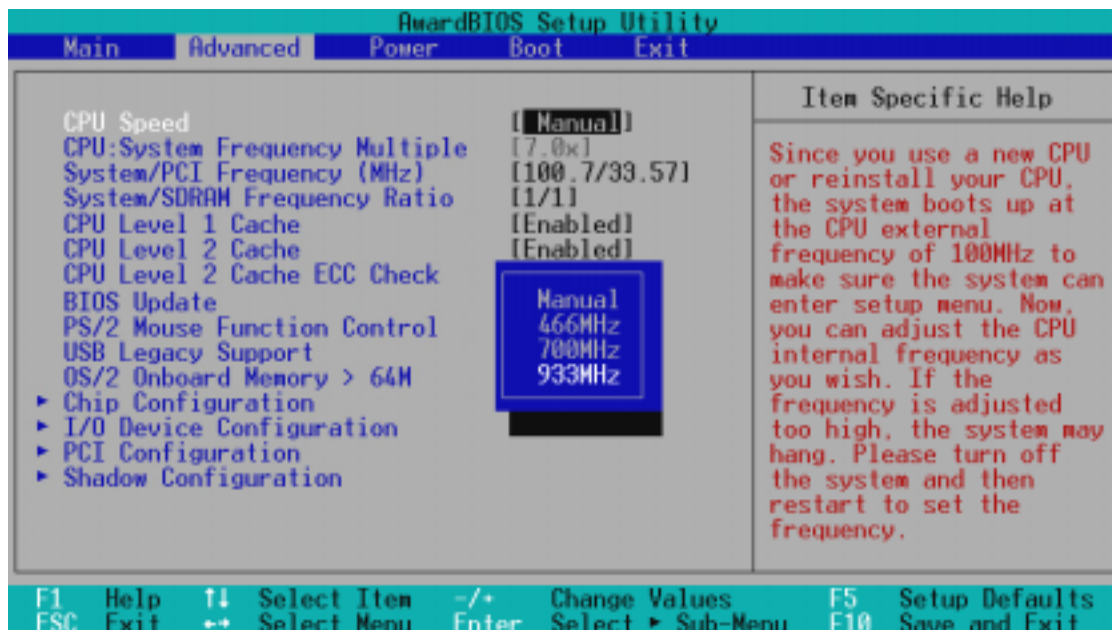 AwardBIOS Setup Utility
Main Advanced Power Boot Exit
CPU Speed [ Manual]
CPU:System Frequency Multiple [7.0x]
System/PCI Frequency (MHz) [100.7/33.57]
System/SDRAM Frequency Ratio [1/1]
CPU Level 1 Cache [Enabled]
CPU Level 2 Cache [Enabled]
CPU Level 2 Cache ECC Check
BIOS Update
PS/2 Mouse Function Control
USB Legacy Support
OS/2 Onboard Memory > 64M
► Chip Configuration
► I/O Device Configuration
► PCI Configuration
► Shadow Configuration
Manual
466MHz
700MHz
933MHz
Item Specific Help
Since you use a new CPU
or reinstall your CPU,
the system boots up at
the CPU external
frequency of 100MHz to
make sure the system can
enter setup menu. Now,
you can adjust the CPU
internal frequency as
you wish. If the
frequency is adjusted
too high, the system may
hang. Please turn off
the system and then
restart to set the
frequency.
F1 Help ↑↓ Select Item -/+ Change Values F5 Setup Defaults
ESC Exit ←→ Select Menu Enter Select ► Sub-Menu F10 Save and Exit